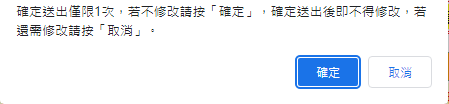 確定送出僅限1次，若不修改請按「確定」，確定送出後即不得修改，若
還需修改請按「取消」。
確定
取消